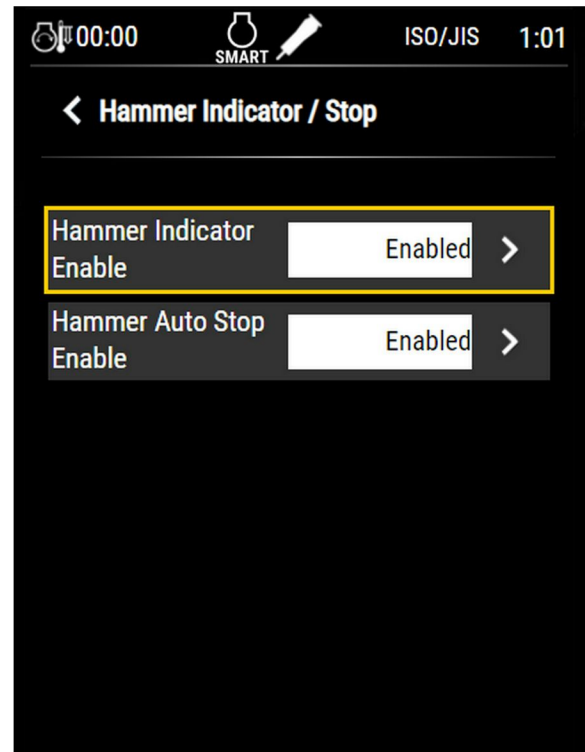 00:00 SMART ISO/JIS 1:01
Hammer Indicator / Stop
Hammer Indicator
Enable
Enabled
Hammer Auto Stop
Enable
Enabled